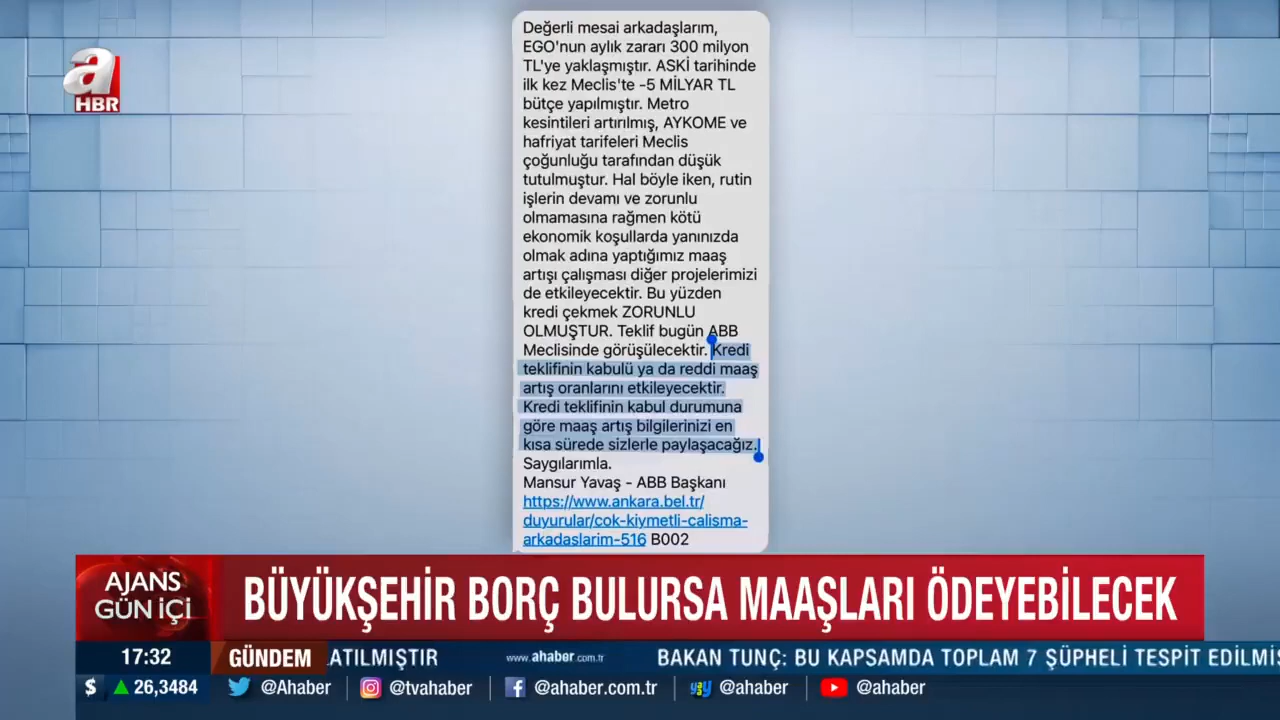 a
HBR
Değerli mesai arkadaşlarım,
EGO'nun aylık zararı 300 milyon
TL'ye yaklaşmıştır. ASKİ tarihinde
ilk kez Meclis'te -5 MİLYAR TL
bütçe yapılmıştır. Metro
kesintileri artırılmış, AYKOME ve
hafriyat tarifeleri Meclis
çoğunluğu tarafından düşük
tutulmuştur. Hal böyle iken, rutin
işlerin devamı ve zorunlu
olmamasına rağmen kötü
ekonomik koşullarda yanınızda
olmak adına yaptığımız maaş
artışı çalışması diğer projelerimizi
de etkileyecektir. Bu yüzden
kredi çekmek ZORUNLU
OLMUŞTUR. Teklif bugün ABB
Meclisinde görüşülecektir. Kredi
teklifinin kabulü ya da reddi maaş
artış oranlarını etkileyecektir.
Kredi teklifinin kabul durumuna
göre maaş artış bilgilerinizi en
kısa sürede sizlerle paylaşacağız.
Saygılarımla.
Mansur Yavaş - ABB Başkanı
https://www.ankara.bel.tr/
duyurular/cok-kiymetli-calisma-
arkadaslarim-516 B002
AJANS
GÜN İÇİ
BÜYÜKŞEHİR BORÇ BULURSA MAAŞLARI ÖDEYEBİLECEK
17:32 GÜNDEM ATILMIŞTIR www.ahaber.com.tr BAKAN TUNÇ: BU KAPSAMDA TOPLAM 7 ŞÜPHELİ TESPİT EDİLMİŞ
$ 26,3484 @Ahaber @tvahaber @ahaber.com.tr yay @ahaber @ahaber